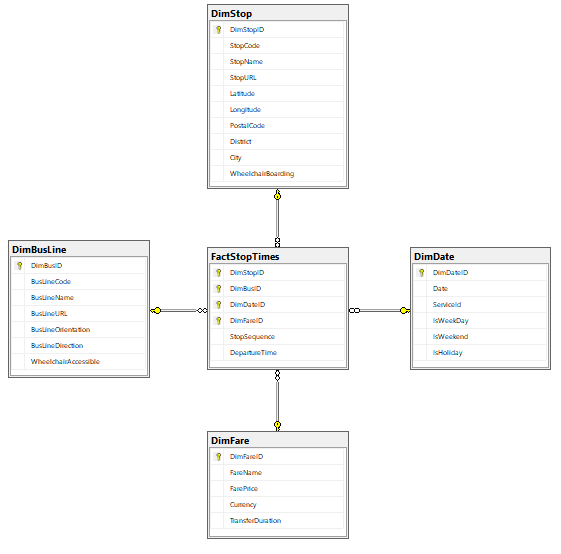 DimStop
DimStopID
StopCode
StopName
StopURL
Latitude
Longitude
PostalCode
District
City
WheelchairBoarding
DimBusLine
DimBusID
BusLineCode
BusLineName
BusLineURL
BusLineOrientation
BusLineDirection
WheelchairAccessible
FactStopTimes
DimStopID
DimBusID
DimDateID
DimFareID
StopSequence
DepartureTime
DimDate
DimDateID
Date
ServiceId
IsWeekDay
IsWeekend
IsHoliday
DimFare
DimFareID
FareName
FarePrice
Currency
TransferDuration